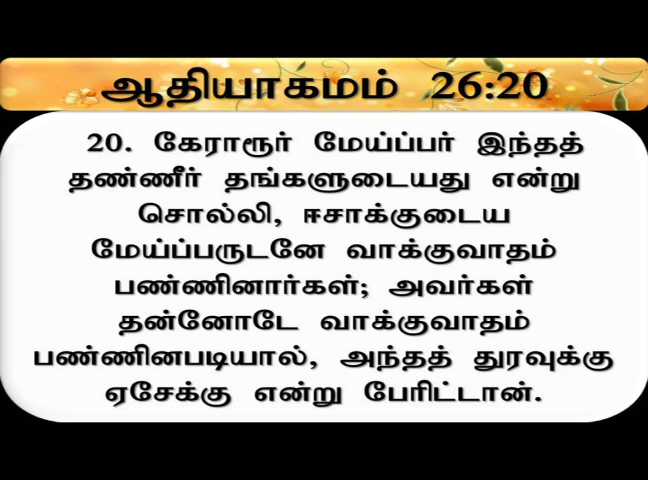 ஆதியாகமம் 26:20
20. கேராரூர் மேய்ப்பர் இந்தத்
தண்ணீர் தங்களுடையது என்று
சொல்லி, ஈசாக்குடைய
மேய்ப்பருடனே வாக்குவாதம்
பண்ணினார்கள்; அவர்கள்
தன்னோடே வாக்குவாதம்
பண்ணினபடியால், அந்தத் துரவுக்கு
ஏசேக்கு என்று பேரிட்டான்.